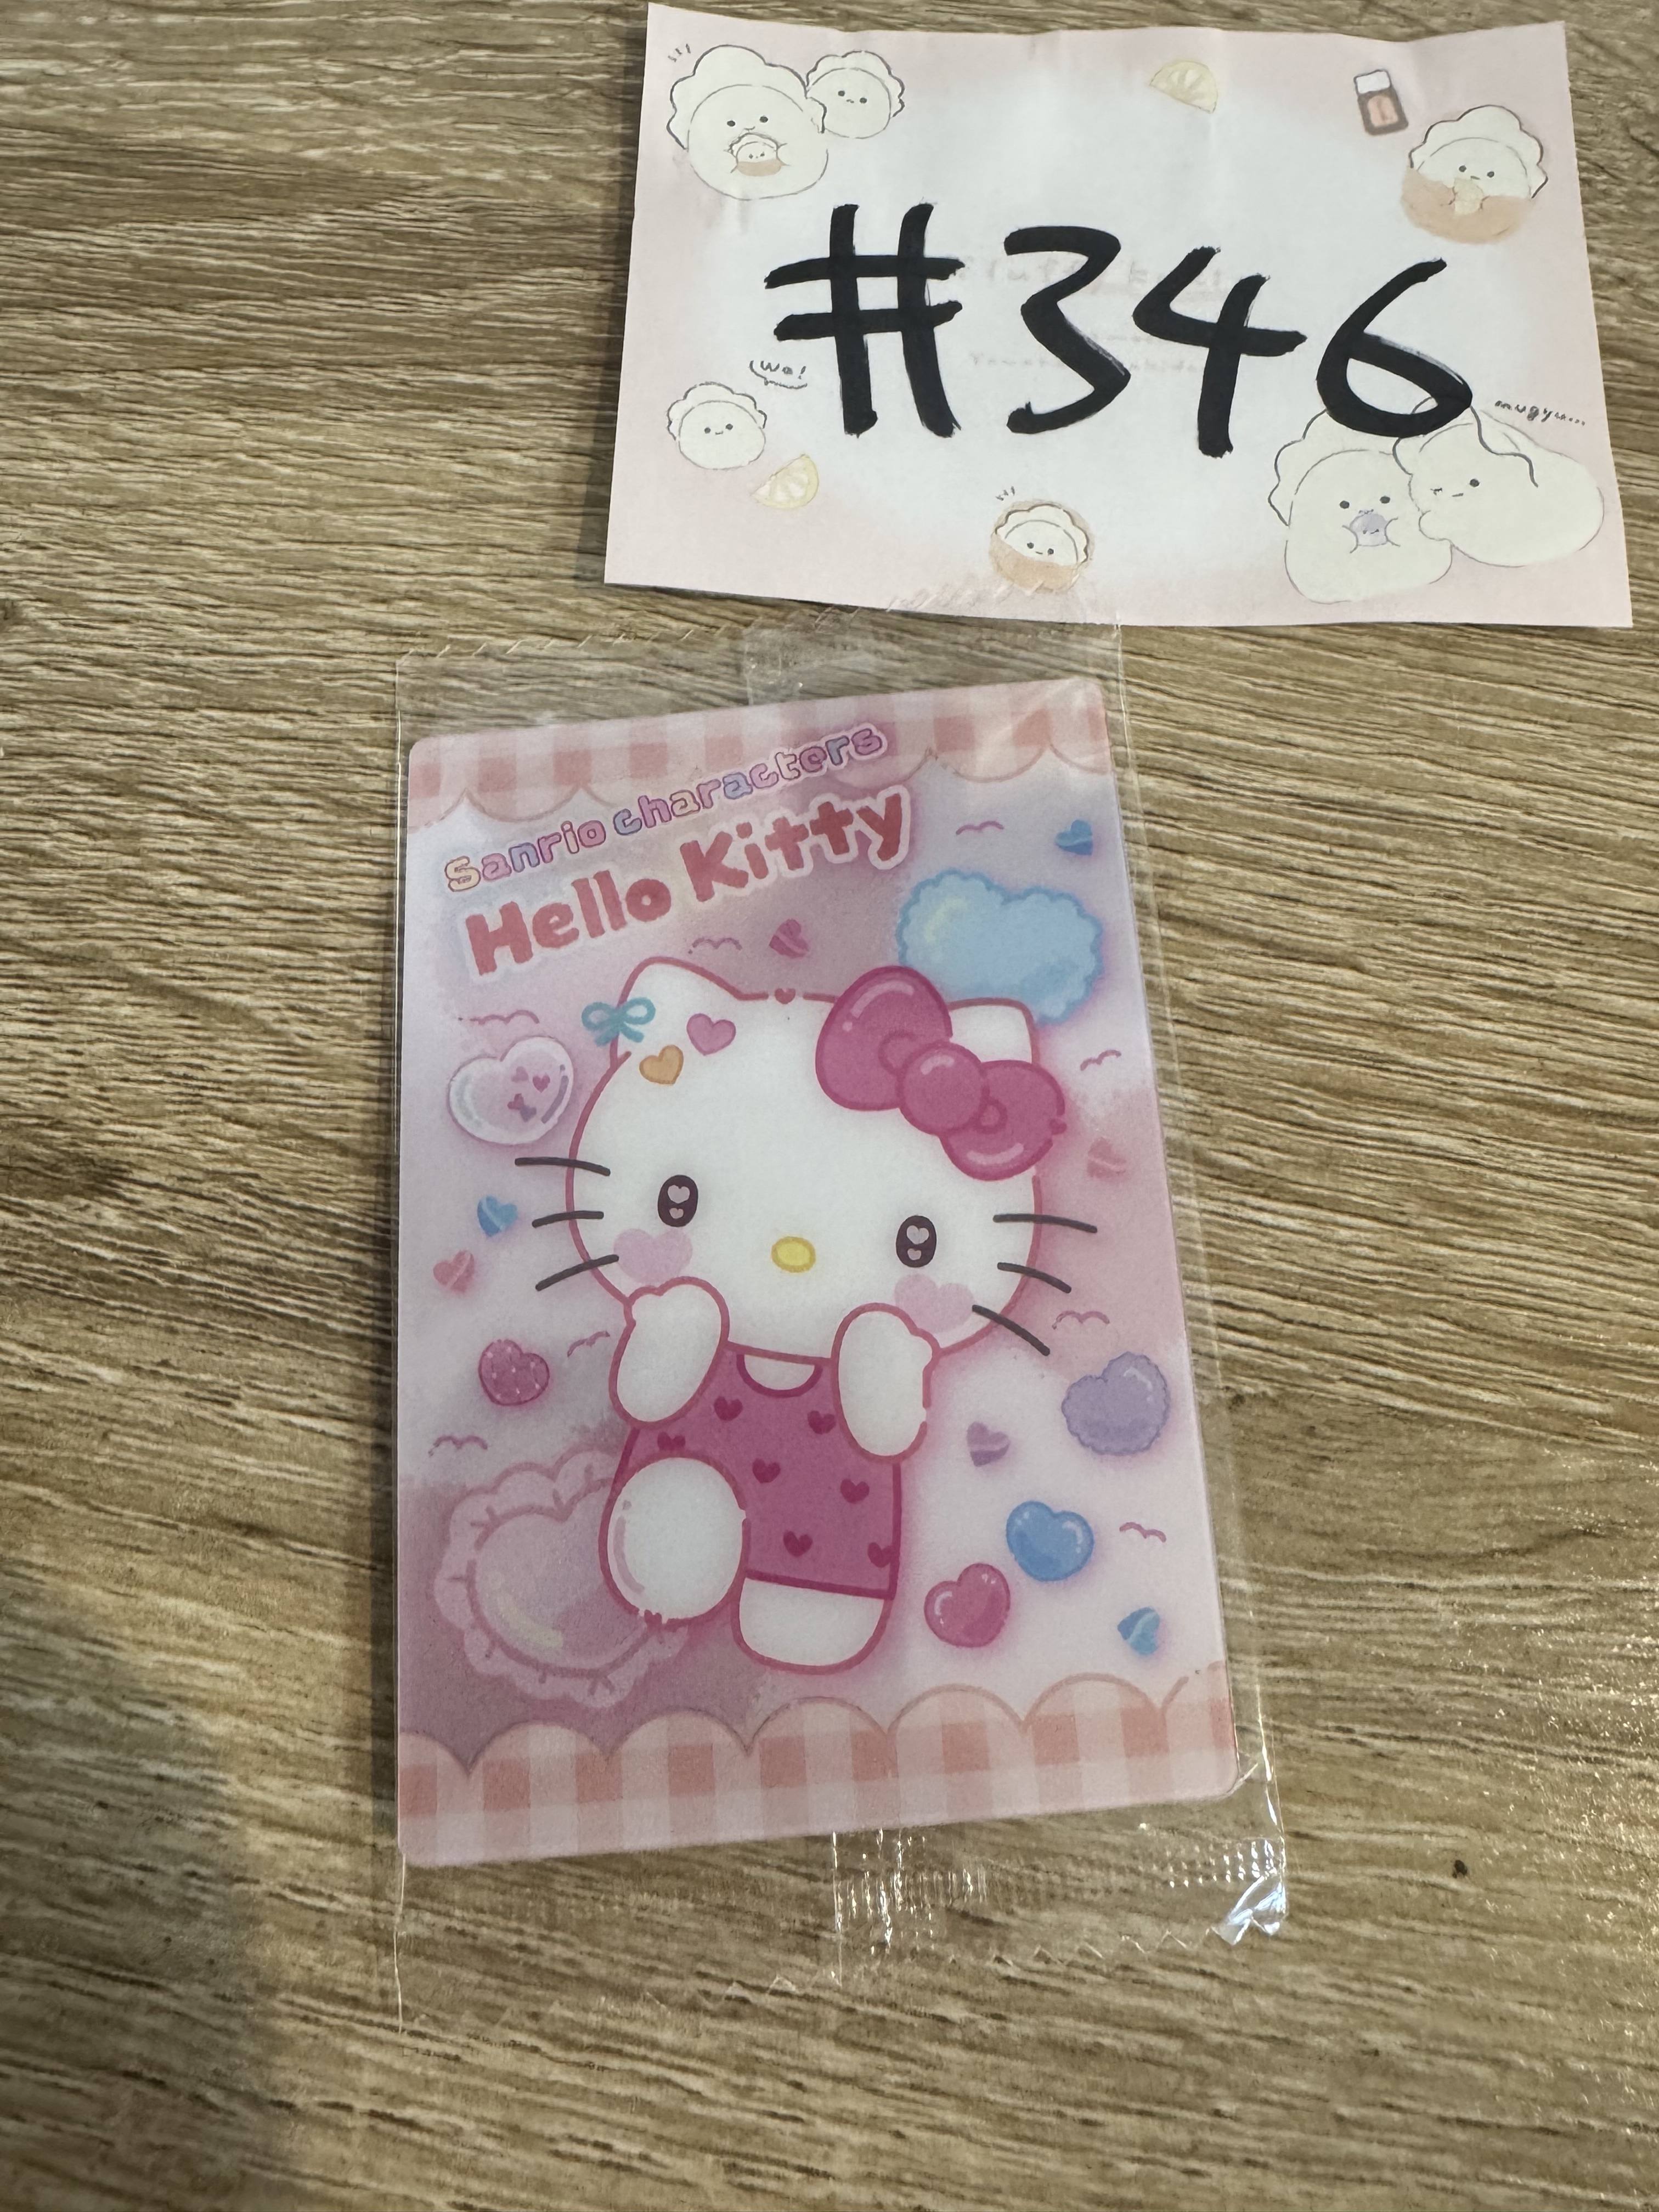 #346
Wa!
mugyu...
Sanrio characters
Hello Kitty